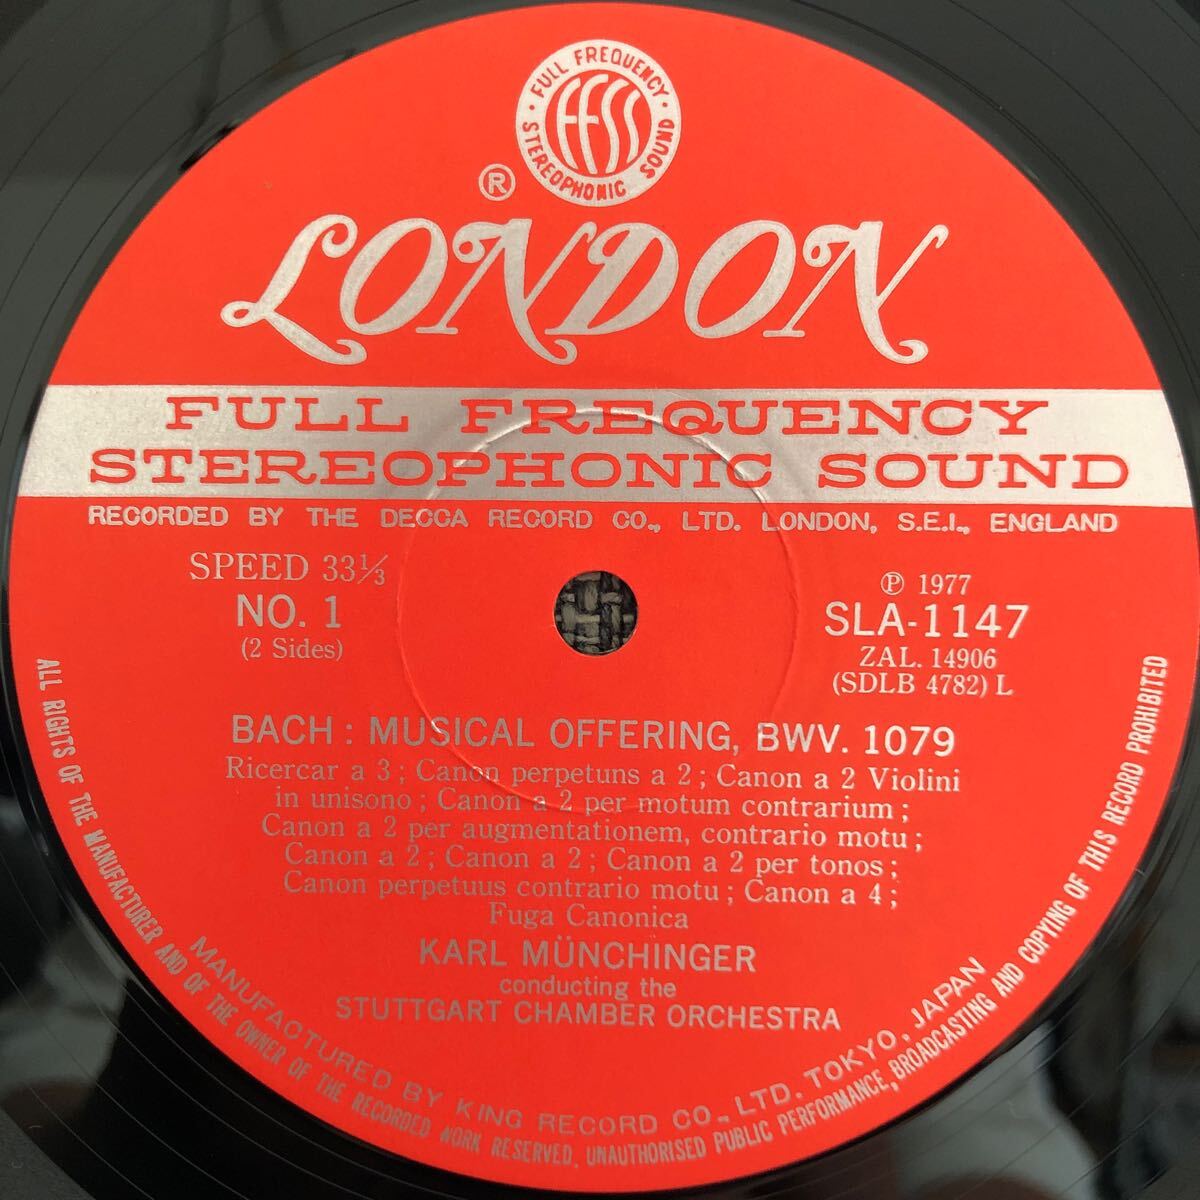 · FULL FREQUENCY ·
STEREOPHONIC SOUND
FFSS
®
LONDON
FULL FREQUENCY
STEREOPHONIC SOUND
RECORDED BY THE DECCA RECORD CO., LTD. LONDON, S.E.I., ENGLAND
SPEED 33⅓
NO. 1
(2 Sides)
℗ 1977
SLA-1147
ZAL. 14906
(SDLB 4782) L
BACH : MUSICAL OFFERING, BWV. 1079
Ricercar a 3 ; Canon perpetuns a 2 ; Canon a 2 Violini
in unisono ; Canon a 2 per motum contrarium ;
Canon a 2 per augmentationem, contrario motu ;
Canon a 2 ; Canon a 2 ; Canon a 2 per tonos ;
Canon perpetuus contrario motu ; Canon a 4 ;
Fuga Canonica
KARL MÜNCHINGER
conducting the
STUTTGART CHAMBER ORCHESTRA
MANUFACTURED BY KING RECORD CO., LTD. TOKYO, JAPAN
ALL RIGHTS OF THE MANUFACTURER AND OF THE OWNER OF THE RECORDED WORK RESERVED, UNAUTHORISED PUBLIC PERFORMANCE, BROADCASTING AND COPYING OF THIS RECORD PROHIBITED